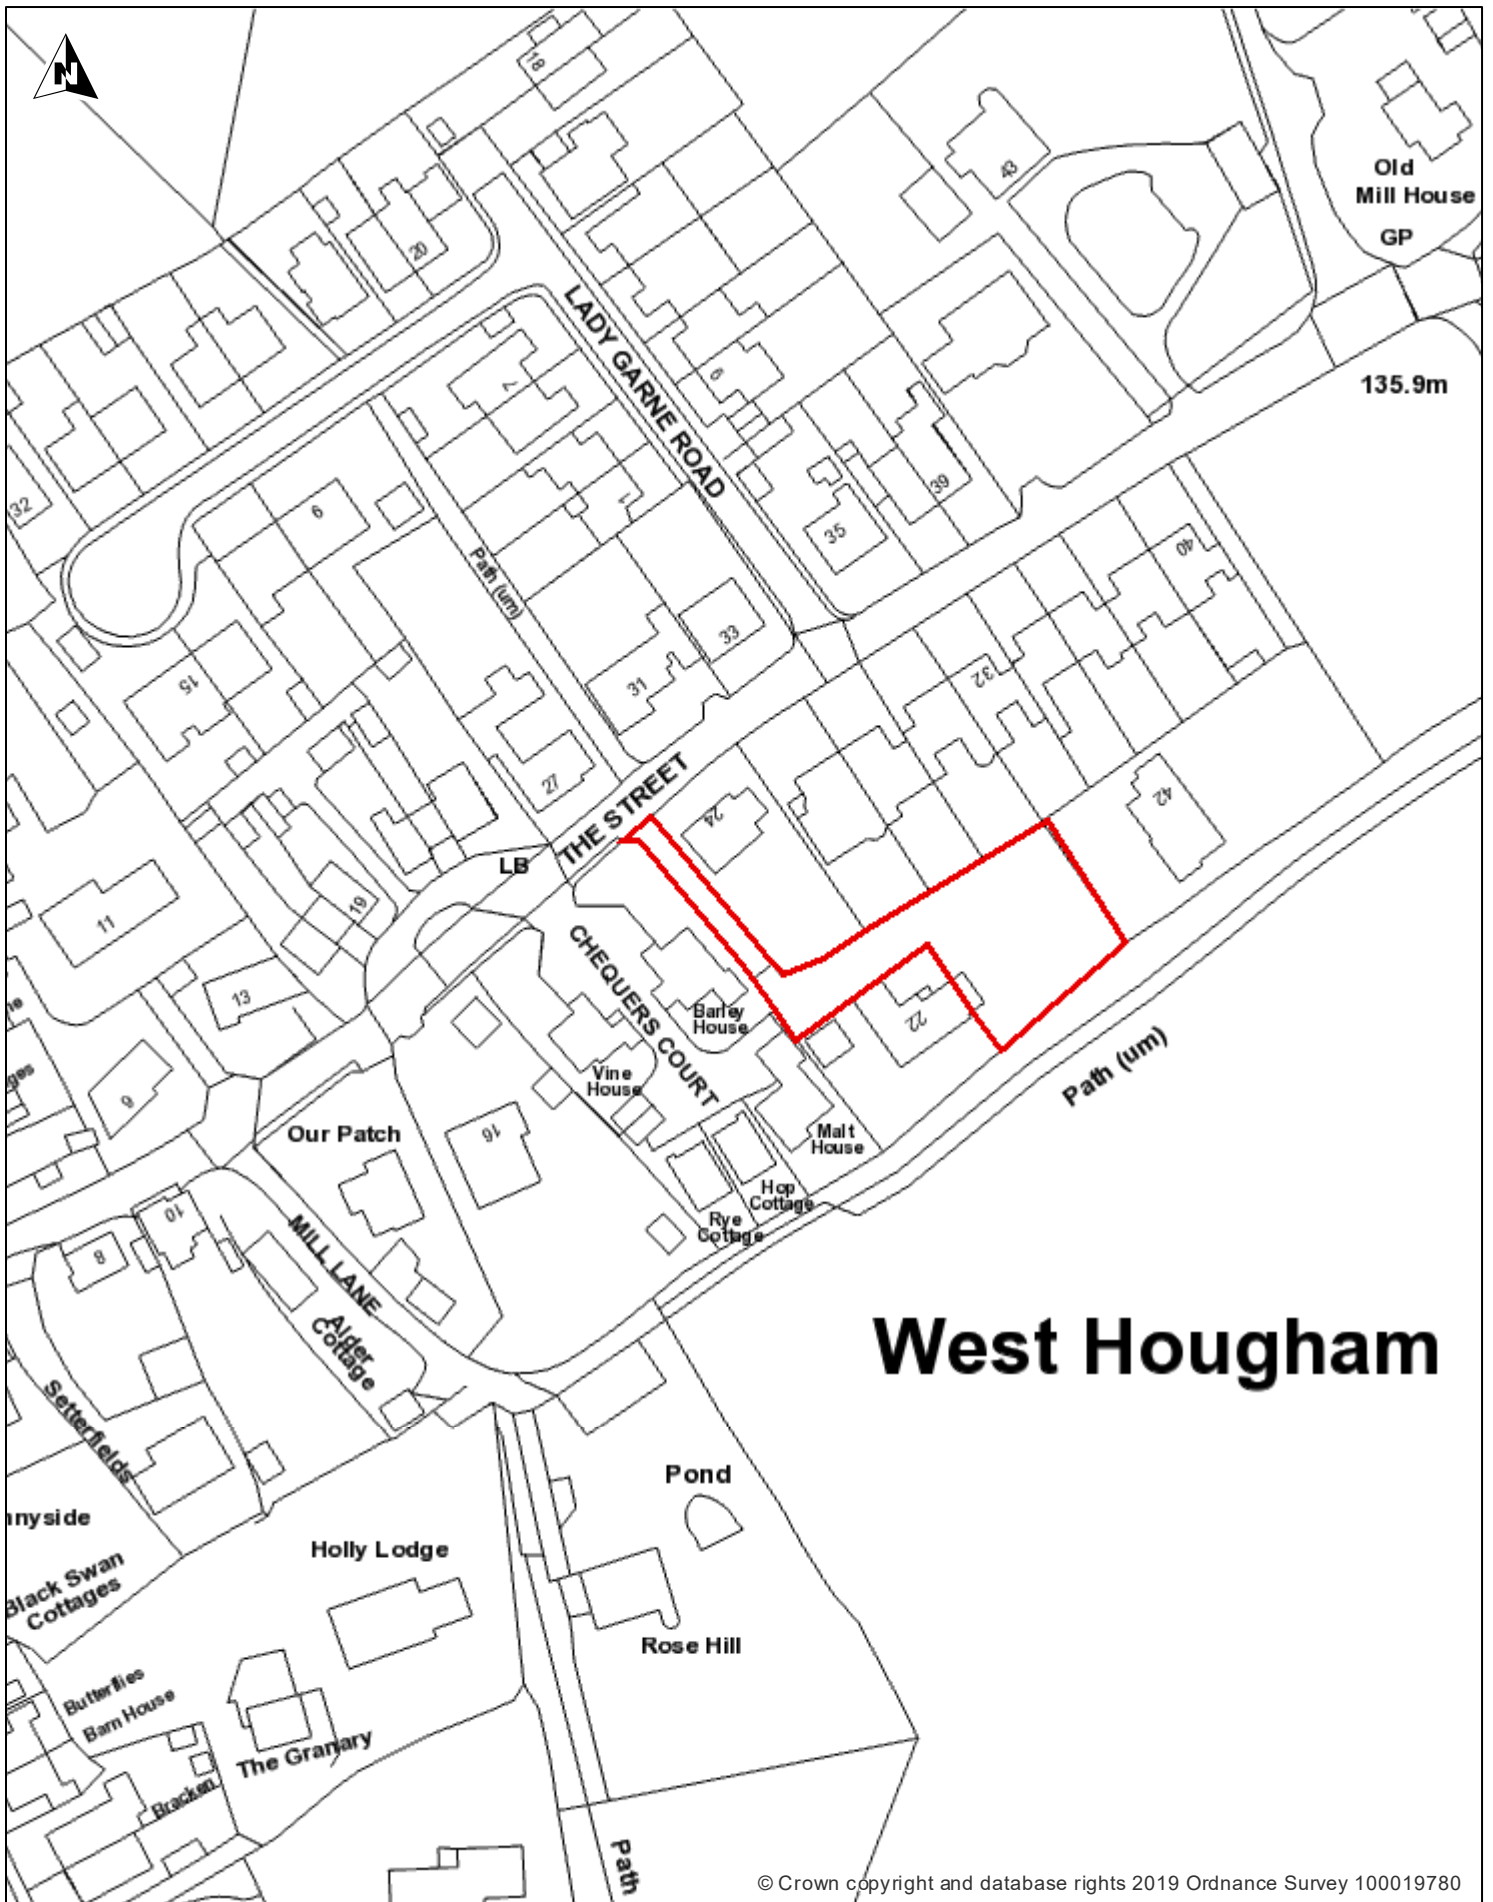 N
18
43
Old
Mill House
GP
20
LADY GARNE ROAD
135.9m
7
9
32
6
1
39
35
40
Path (um)
33
31
15
32
27
THE STREET
24
42
LB
19
11
CHEQUERS COURT
13
Barley
House
22
Path (um)
ges
9
Vine
House
Our Patch
16
Malt
House
Hop
Cottage
Rye
Cottage
10
8
MILL LANE
Alder
Cottage
West Hougham
Setterfields
Pond
nnyside
Holly Lodge
Black Swan
Cottages
Rose Hill
Butterflies
Barn House
The Granary
Bracken
Path
© Crown copyright and database rights 2019 Ordnance Survey 100019780